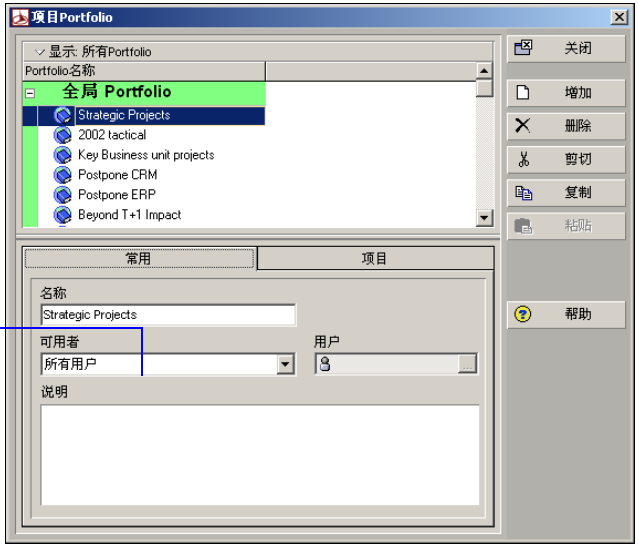 项目Portfolio
显示: 所有Portfolio
Portfolio名称
全局 Portfolio
Strategic Projects
2002 tactical
Key Business unit projects
Postpone CRM
Postpone ERP
Beyond T+1 Impact
关闭
增加
删除
剪切
复制
粘贴
帮助
常用
项目
名称
Strategic Projects
可用者
用户
所有用户
...
说明